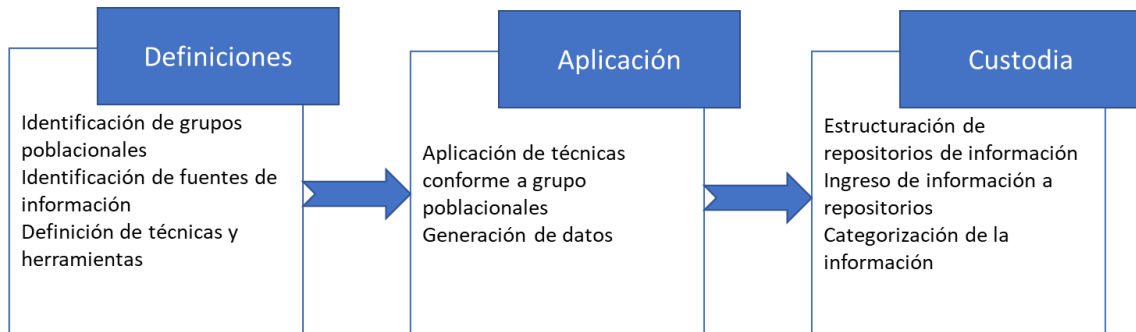 Definiciones
Identificación de grupos
poblacionales
Identificación de fuentes de
información
Definición de técnicas y
herramientas
Aplicación
Aplicación de técnicas
conforme a grupo
poblacionales
Generación de datos
Custodia
Estructuración de
repositorios de información
Ingreso de información a
repositorios
Categorización de la
información